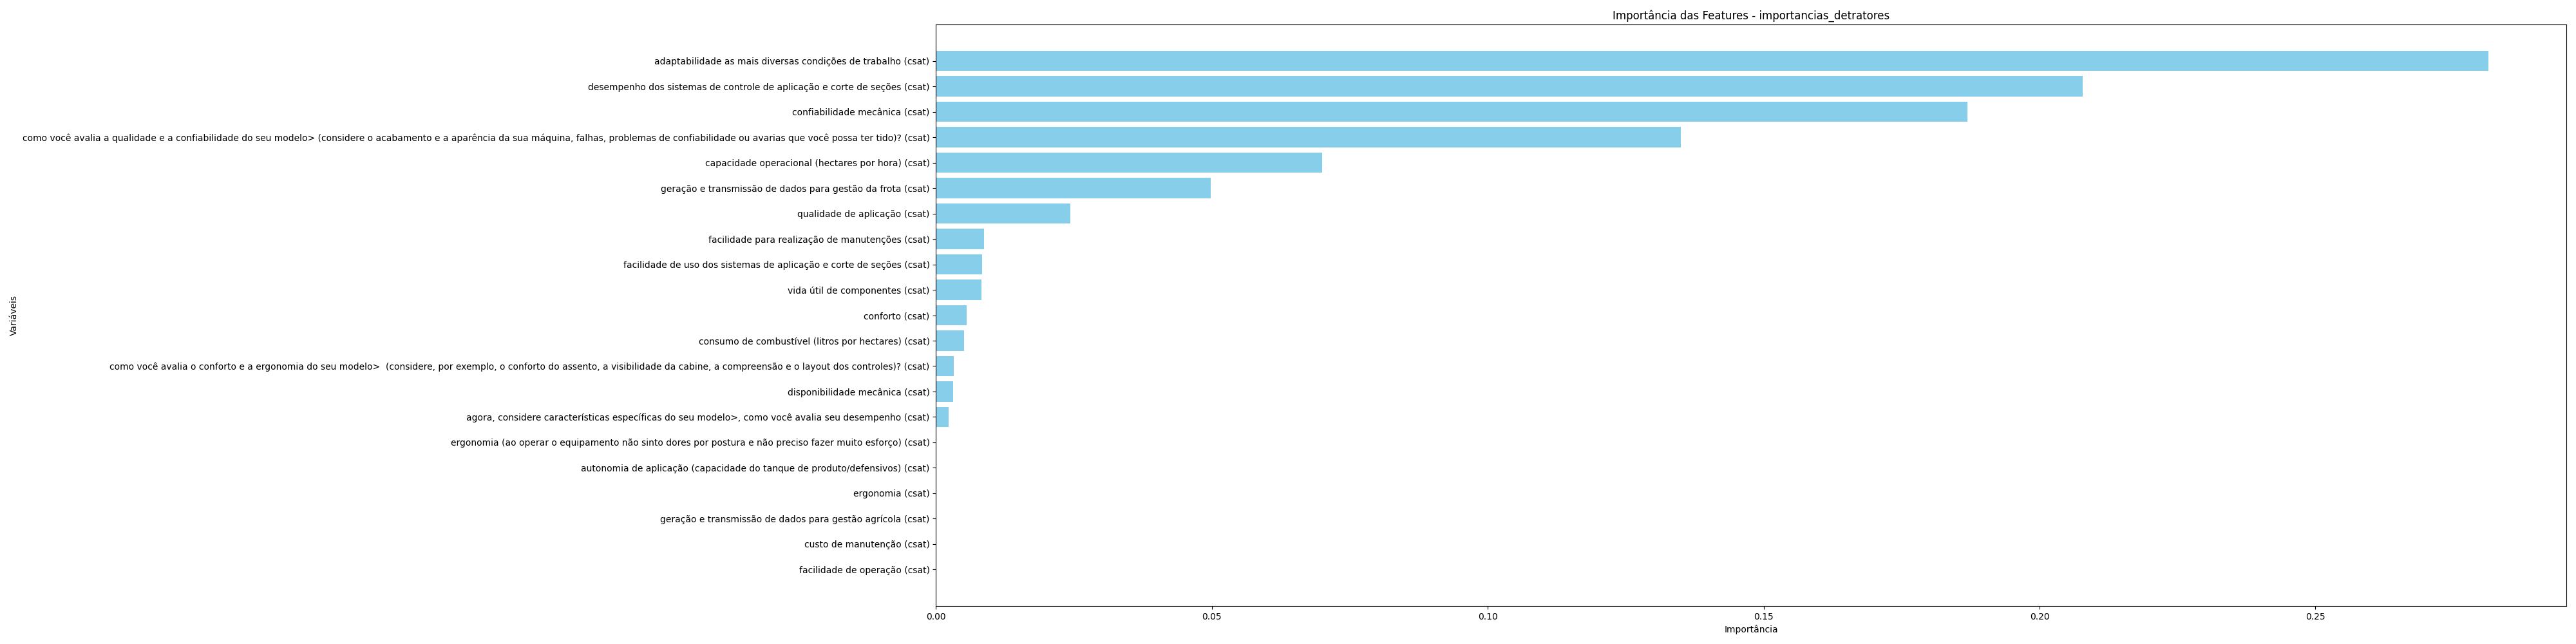 Importância das Features - importancias_detratores
adaptabilidade as mais diversas condições de trabalho (csat)
desempenho dos sistemas de controle de aplicação e corte de seções (csat)
confiabilidade mecânica (csat)
como você avalia a qualidade e a confiabilidade do seu modelo> (considere o acabamento e a aparência da sua máquina, falhas, problemas de confiabilidade ou avarias que você possa ter tido)? (csat)
capacidade operacional (hectares por hora) (csat)
geração e transmissão de dados para gestão da frota (csat)
qualidade de aplicação (csat)
facilidade para realização de manutenções (csat)
facilidade de uso dos sistemas de aplicação e corte de seções (csat)
vida útil de componentes (csat)
conforto (csat)
consumo de combustível (litros por hectares) (csat)
como você avalia o conforto e a ergonomia do seu modelo>  (considere, por exemplo, o conforto do assento, a visibilidade da cabine, a compreensão e o layout dos controles)? (csat)
disponibilidade mecânica (csat)
agora, considere características específicas do seu modelo>, como você avalia seu desempenho (csat)
ergonomia (ao operar o equipamento não sinto dores por postura e não preciso fazer muito esforço) (csat)
autonomia de aplicação (capacidade do tanque de produto/defensivos) (csat)
ergonomia (csat)
geração e transmissão de dados para gestão agrícola (csat)
custo de manutenção (csat)
facilidade de operação (csat)
Variáveis
0.00 0.05 0.10 0.15 0.20 0.25
Importância